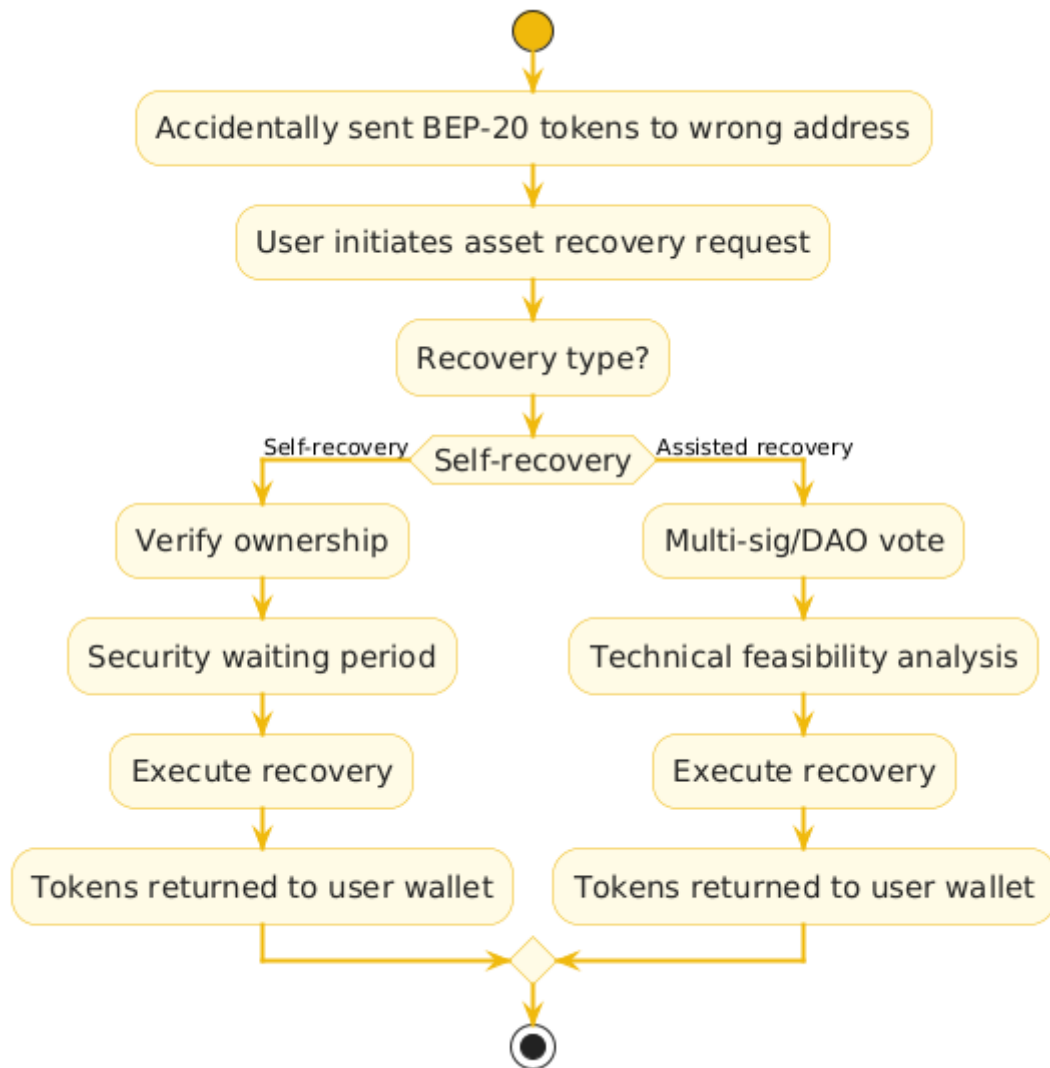 Accidentally sent BEP-20 tokens to wrong address
User initiates asset recovery request
Recovery type?
Self-recovery
Self-recovery
Assisted recovery
Verify ownership
Multi-sig/DAO vote
Security waiting period
Technical feasibility analysis
Execute recovery
Execute recovery
Tokens returned to user wallet
Tokens returned to user wallet